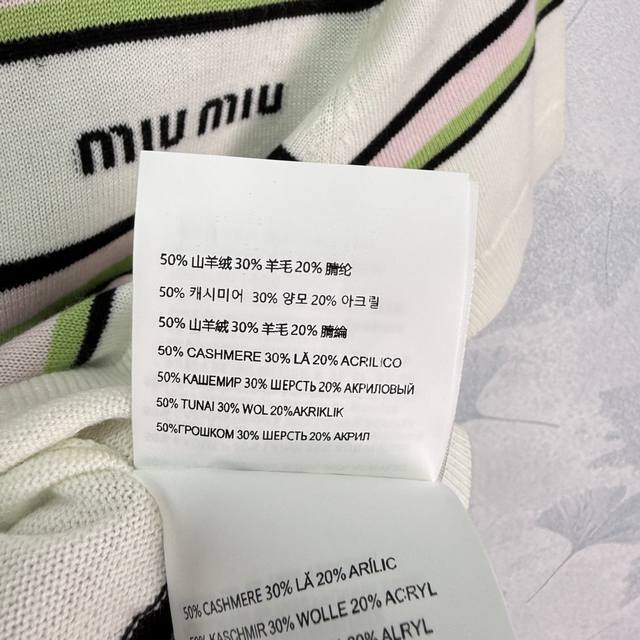 miu miu
50% 山羊绒 30% 羊毛 20% 腈纶
50% 캐시미어 30% 양모 20% 아크릴
50% 山羊絨 30% 羊毛 20% 腈綸
50% CASHMERE 30% LÃ 20% ACRILICO
50% КАШЕМИР 30% ШЕРСТЬ 20% АКРИЛОВЫЙ
50% TUNAI 30% WOL 20%AKRIKLIK
50%ГРОШКОМ 30% ШЕРСТЬ 20% АКРИЛ
50% CASHMERE 30% LÃ 20% ARÍLIC
50% KASCHMIR 30% WOLLE 20% ACRYL
20% ALRYL